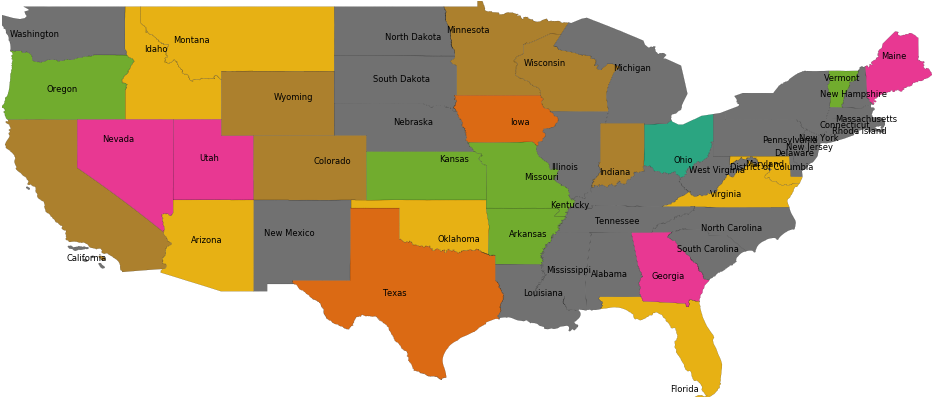 Washington
Montana
Idaho
North Dakota
Minnesota
Wisconsin
Michigan
Maine
Oregon
Wyoming
South Dakota
Vermont
New Hampshire
Nevada
Utah
Colorado
Nebraska
Iowa
Massachusetts
Connecticut
Rhode Island
Pennsylvania
New York
New Jersey
Delaware
Kansas
Missouri
Illinois
Indiana
Ohio
West Virginia
Maryland
District of Columbia
Virginia
Kentucky
California
Arizona
New Mexico
Oklahoma
Arkansas
Tennessee
North Carolina
South Carolina
Texas
Louisiana
Mississippi
Alabama
Georgia
Florida